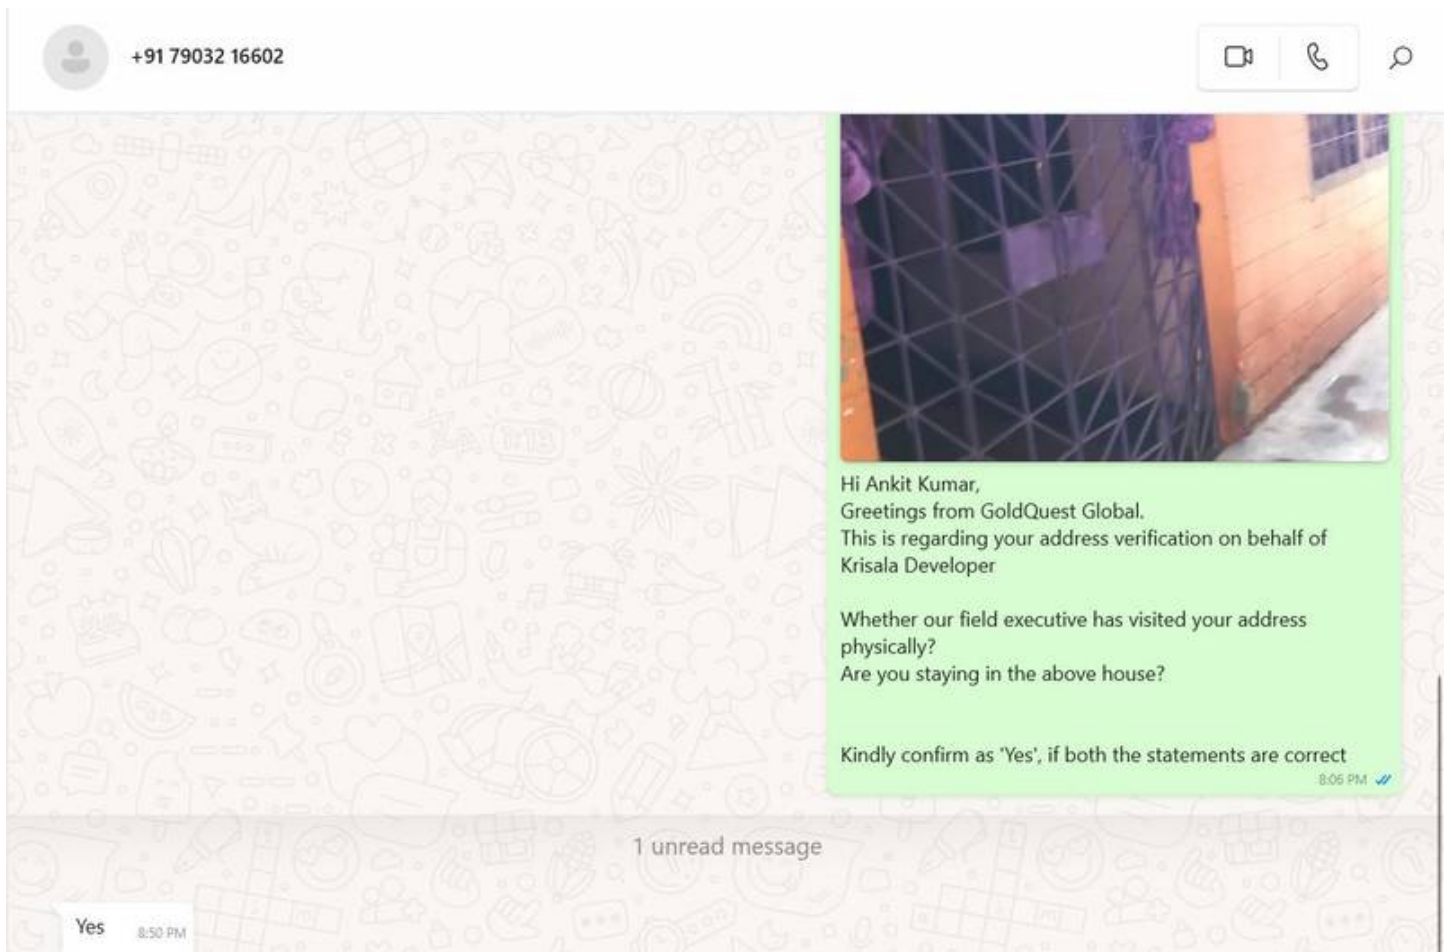 +91 79032 16602
Hi Ankit Kumar,
Greetings from GoldQuest Global.
This is regarding your address verification on behalf of
Krisala Developer
Whether our field executive has visited your address
physically?
Are you staying in the above house?
Kindly confirm as 'Yes', if both the statements are correct
8:06 PM
1 unread message
Yes
8:50 PM